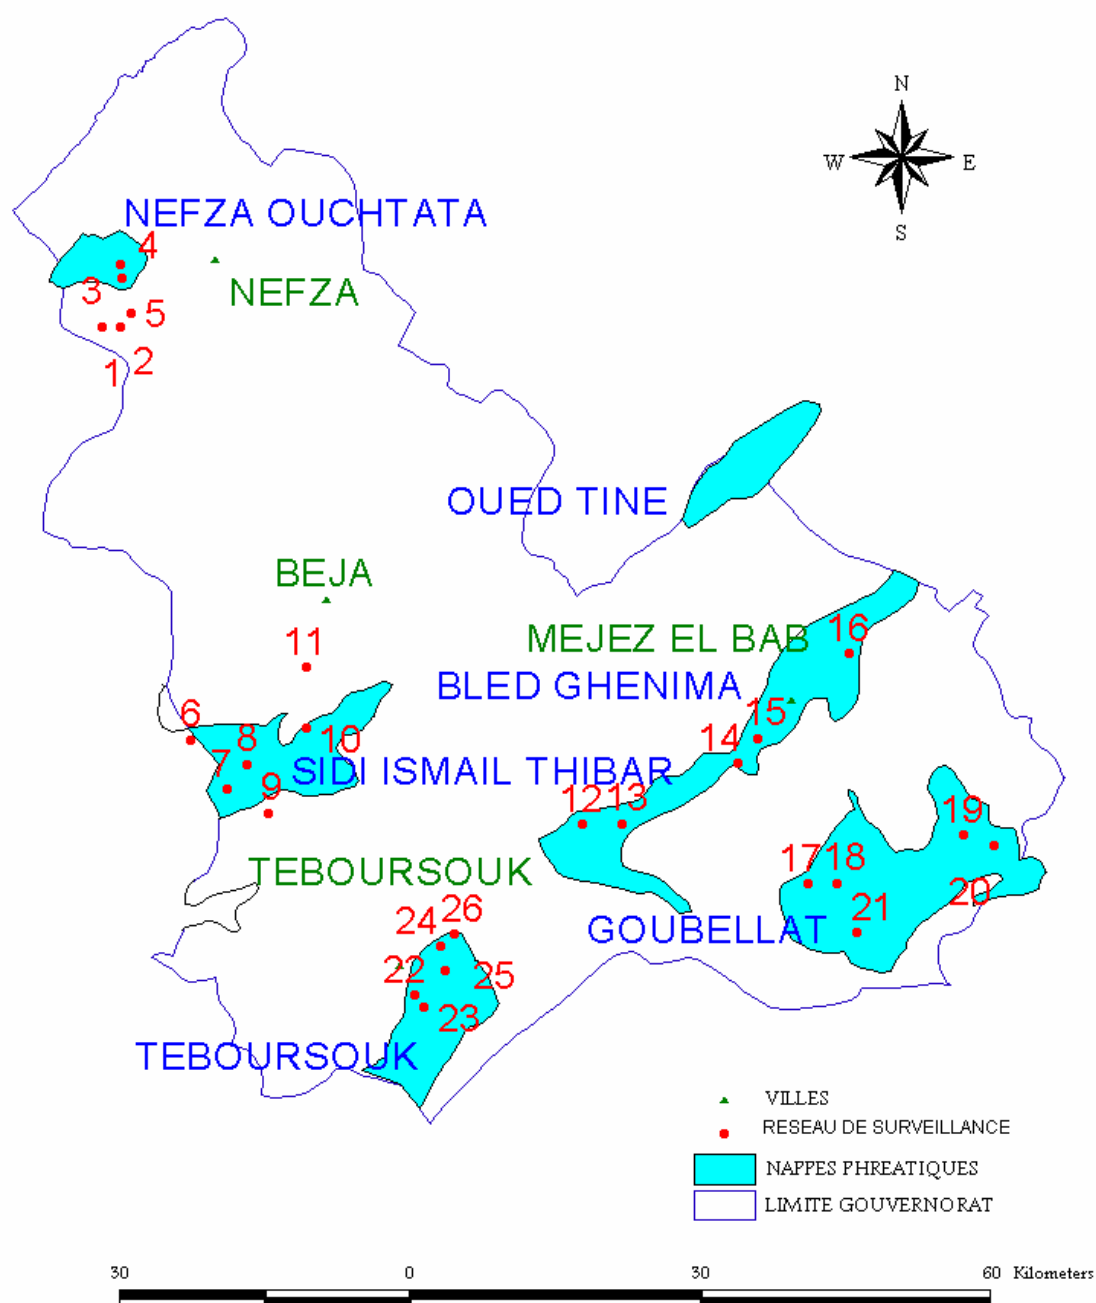 N
W E
S
NEFZA OUCHTATA
4
3
NEFZA
5
2
1
OUED TINE
BEJA
11
MEJEZ EL BAB
16
BLED GHENIMA
6
15
8
10
14
7
SIDI ISMAIL THIBAR
9
12 13
19
TEBOURSOUK
17 18
20
24 26
21
GOUBELLAT
22
25
23
TEBOURSOUK
VILLES
RESEAU DE SURVEILLANCE
NAPPES PHREATIQUES
LIMITE GOUVERNORAT
30 0 30 60 Kilometers